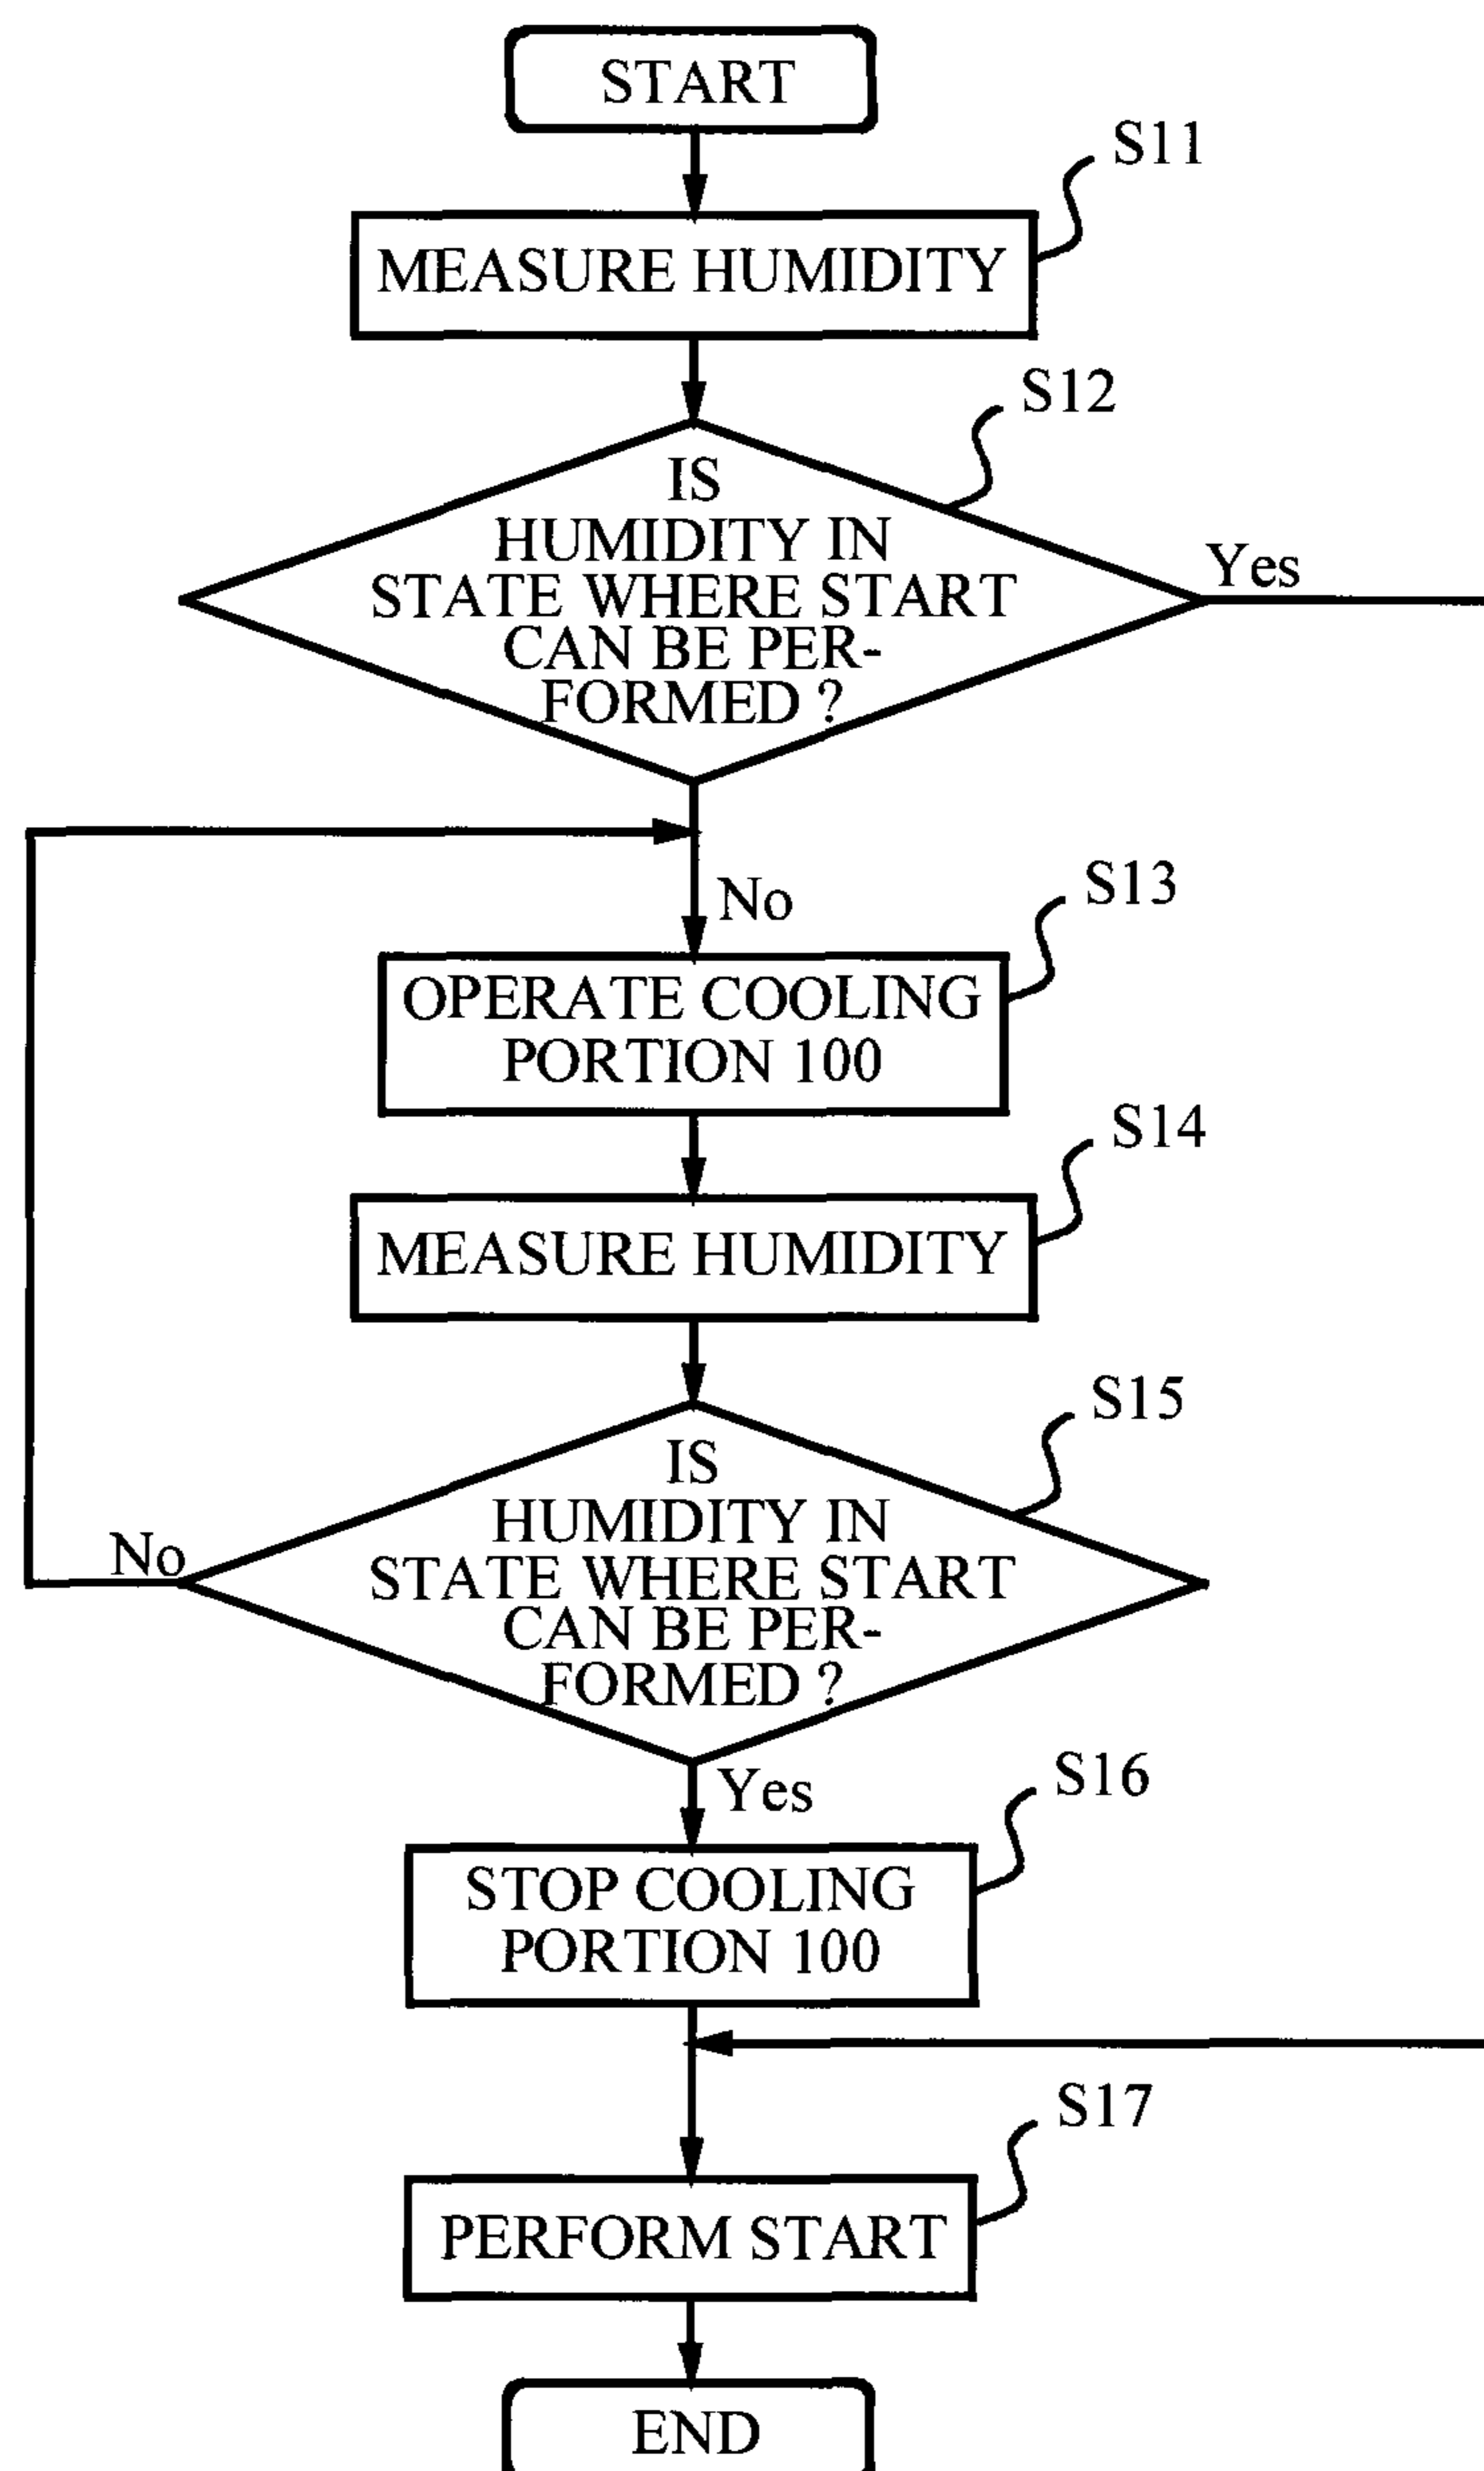 START
S11
MEASURE HUMIDITY
S12
IS
HUMIDITY IN
STATE WHERE START
CAN BE PER-
FORMED ?
Yes
No
S13
OPERATE COOLING
PORTION 100
S14
MEASURE HUMIDITY
S15
IS
HUMIDITY IN
STATE WHERE START
CAN BE PER-
FORMED ?
No
Yes
S16
STOP COOLING
PORTION 100
S17
PERFORM START
END